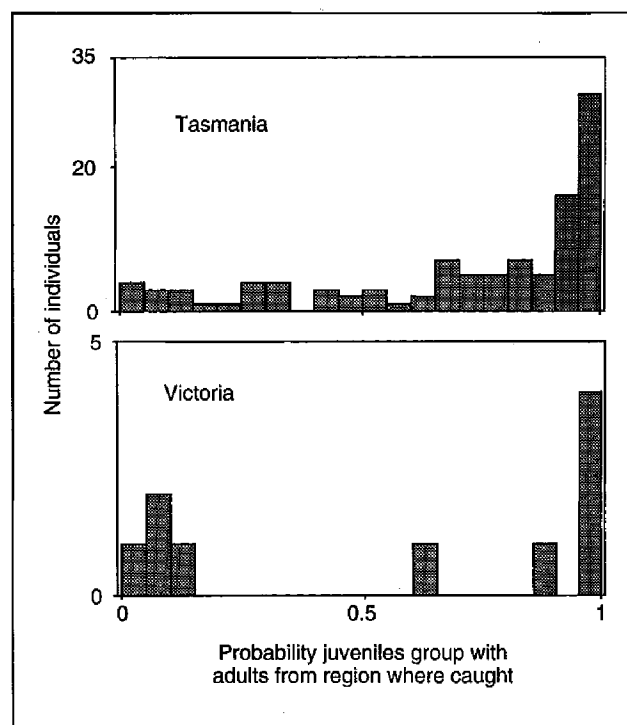 35
Tasmania
20
0
Number of individuals
5
Victoria
0
0
0.5
1
Probability juveniles group with
adults from region where caught